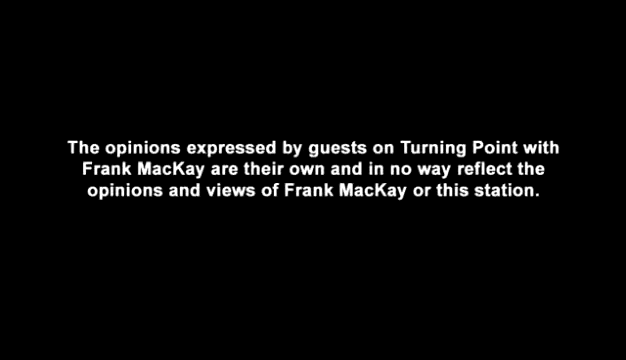 The opinions expressed by guests on Turning Point with
Frank MacKay are their own and in no way reflect the
opinions and views of Frank MacKay or this station.